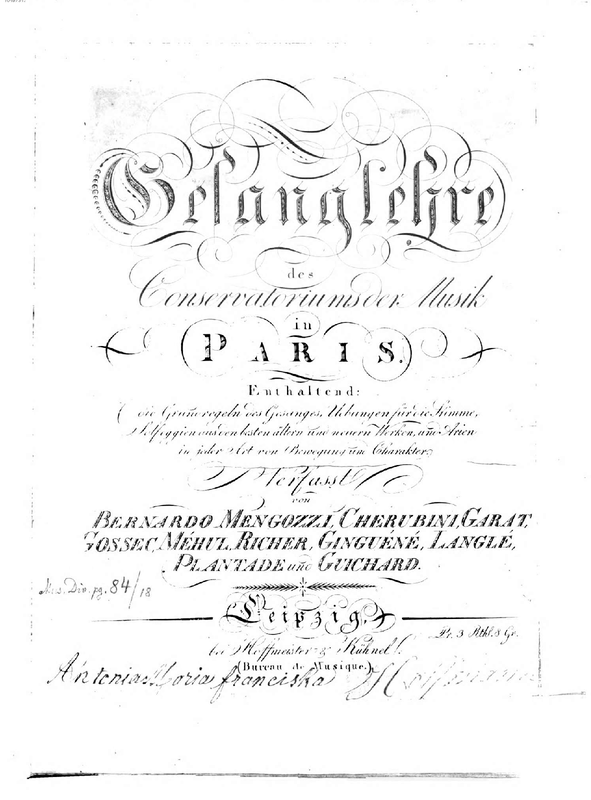 Gesanglehre
des
Conservatoriums der Musik
in
PARIS.
Enthaltend:
die Grundregeln des Gesanges, Uebungen für die Stimme,
Solfeggien aus den besten ältern und neuern Werken, und Arien
in jeder Art von Bewegung und Charakter,
Verfasst
von
BERNARDO MENGOZZI, CHERUBINI, GARAT,
GOSSEC, MÉHUL, RICHER, GINGUÉNÉ, LANGLÉ,
PLANTADE und GUICHARD.
Mus. Div. pg. 84/18
Leipzig,
Pr. 3 Rthl. 8 Gr.
bei Hoffmeister & Kühnel.
(Bureau de Musique.)
Antonia Maria franciska Hoffmann